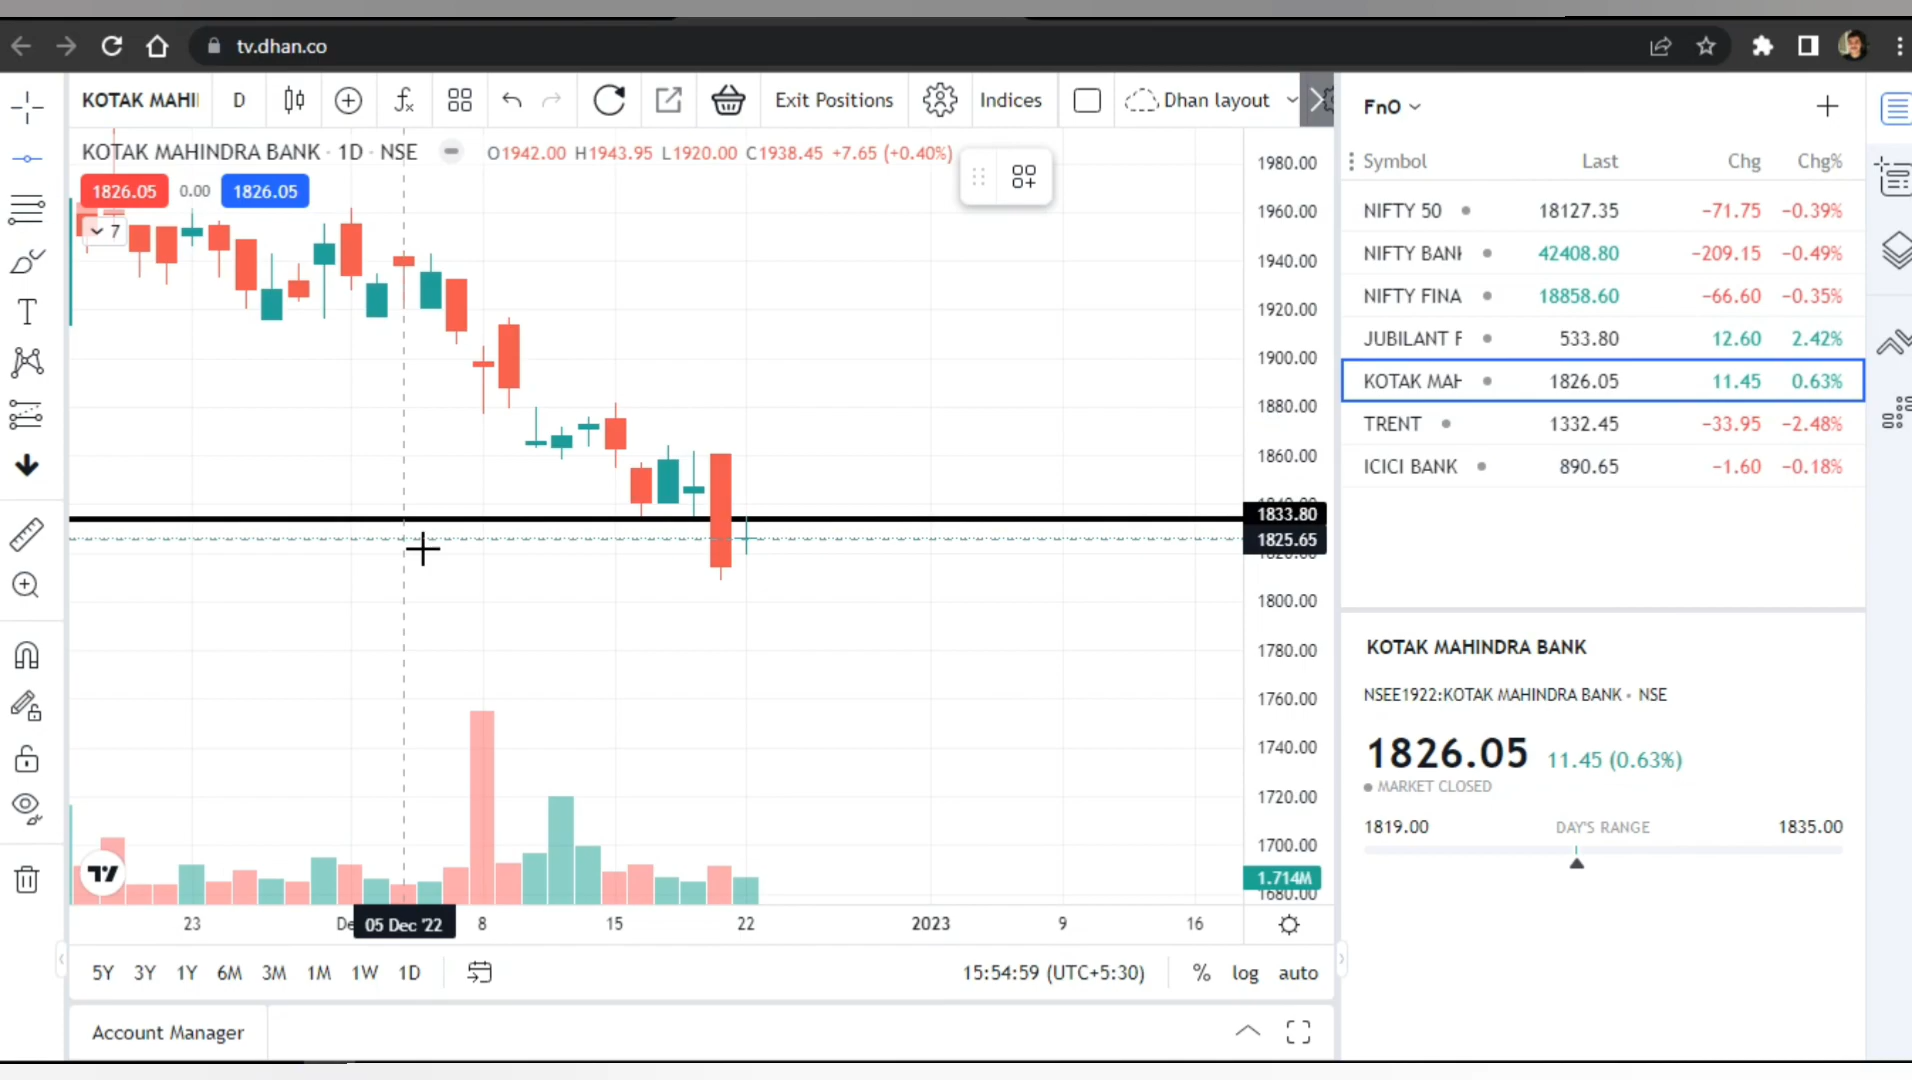 tv.dhan.co
KOTAK MAHI
D
Exit Positions
Indices
Dhan layout
KOTAK MAHINDRA BANK · 1D · NSE
O1942.00 H1943.95 L1920.00 C1938.45 +7.65 (+0.40%)
1826.05 0.00 1826.05
7
1980.00
1960.00
1940.00
1920.00
1900.00
1880.00
1860.00
1833.80
1825.65
1800.00
1780.00
1760.00
1740.00
1720.00
1700.00
1.714M
1680.00
23
05 Dec '22
8
15
22
2023
9
16
5Y 3Y 1Y 6M 3M 1M 1W 1D
15:54:59 (UTC+5:30)
% log auto
Account Manager
FnO
Symbol Last Chg Chg%
NIFTY 50 18127.35 −71.75 −0.39%
NIFTY BANK 42408.80 −209.15 −0.49%
NIFTY FINA 18858.60 −66.60 −0.35%
JUBILANT F 533.80 12.60 2.42%
KOTAK MAH 1826.05 11.45 0.63%
TRENT 1332.45 −33.95 −2.48%
ICICI BANK 890.65 −1.60 −0.18%
KOTAK MAHINDRA BANK
NSEE1922:KOTAK MAHINDRA BANK • NSE
1826.05 11.45 (0.63%)
MARKET CLOSED
1819.00 DAY'S RANGE 1835.00